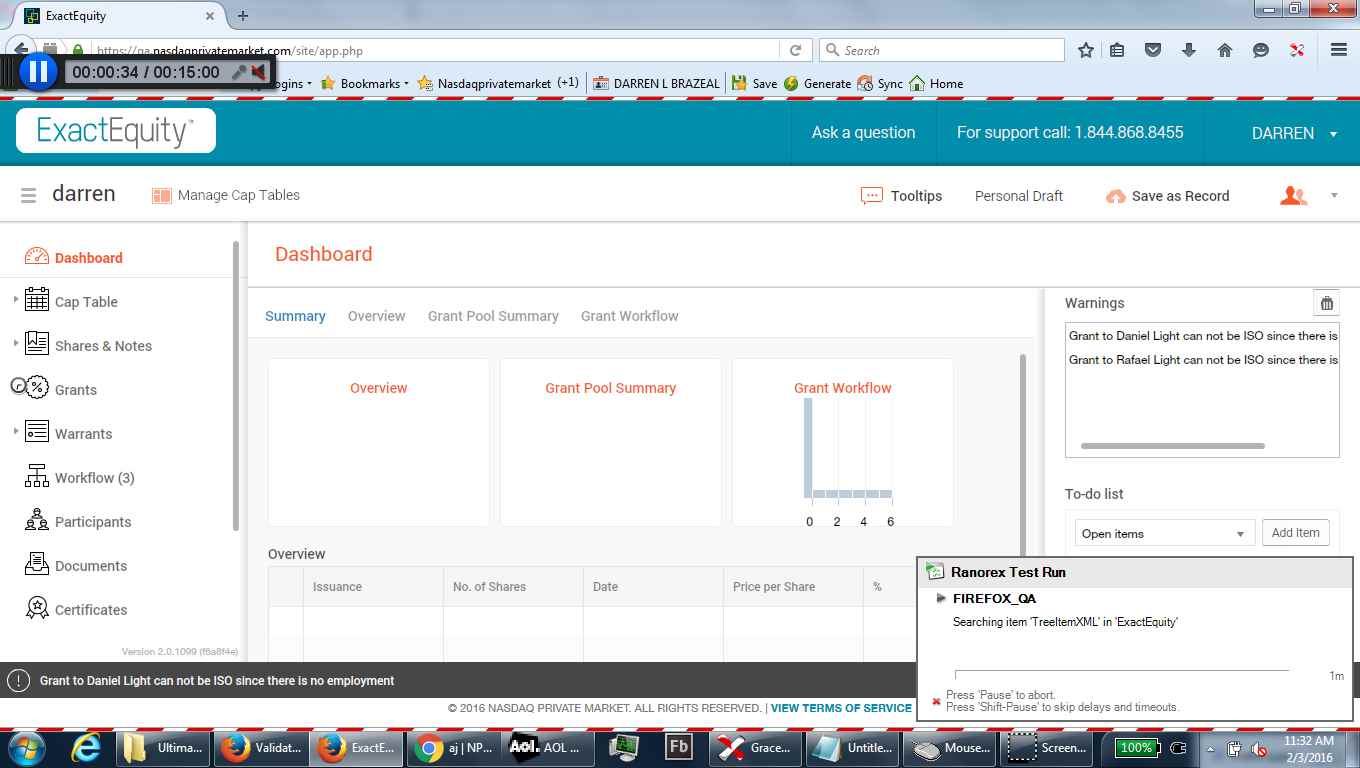 ExactEquity
https://qa.nasdaqprivatemarket.com/site/app.php
Search
00:00:34 / 00:15:00
ogins
Bookmarks
Nasdaqprivatemarket
(+1)
DARREN L BRAZEAL
Save
Generate
Sync
Home
ExactEquity™
Ask a question
For support call: 1.844.868.8455
DARREN
darren
Manage Cap Tables
Tooltips
Personal Draft
Save as Record
Dashboard
Cap Table
Shares & Notes
Grants
Warrants
Workflow (3)
Participants
Documents
Certificates
Version 2.0.1099 (f6a8f4e)
Dashboard
Summary
Overview
Grant Pool Summary
Grant Workflow
Overview
Grant Pool Summary
Grant Workflow
0 2 4 6
Overview
Issuance
No. of Shares
Date
Price per Share
%
Warnings
Grant to Daniel Light can not be ISO since there is
Grant to Rafael Light can not be ISO since there is
To-do list
Open items
Add Item
Ranorex Test Run
FIREFOX_QA
Searching item 'TreeItemXML' in 'ExactEquity'
1m
Press 'Pause' to abort.
Press 'Shift-Pause' to skip delays and timeouts.
Grant to Daniel Light can not be ISO since there is no employment
© 2016 NASDAQ PRIVATE MARKET. ALL RIGHTS RESERVED. | VIEW TERMS OF SERVICE
Ultima...
Validat...
ExactE...
aj | NP...
Aol.
AOL ...
Fb
Grace...
Untitle...
Mouse...
Screen...
100%
11:32 AM
2/3/2016